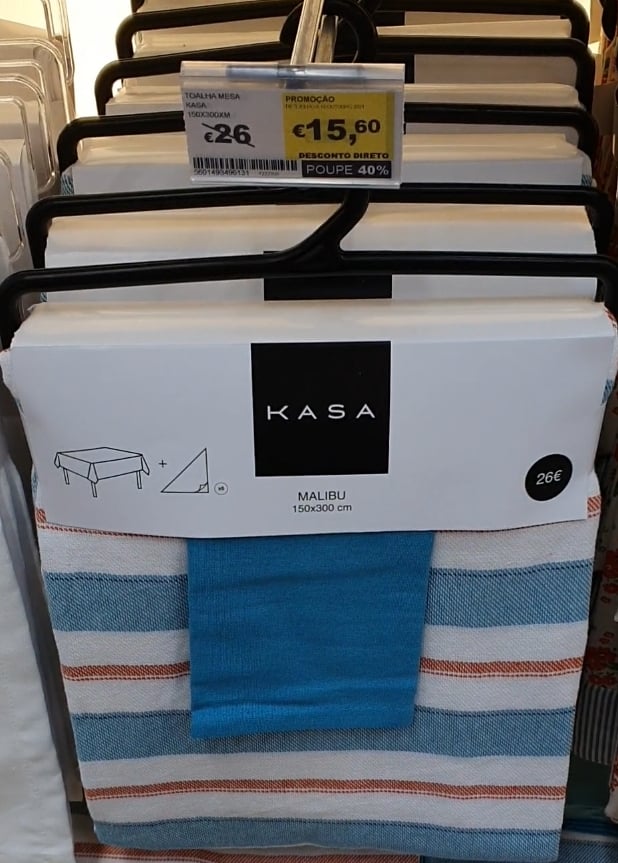 TOALHA MESA
KASA
150X300XM
€26
PROMOÇÃO
€15,60
DESCONTO DIRETO
POUPE 40%
KASA
+
26€
MALIBU
150x300 cm